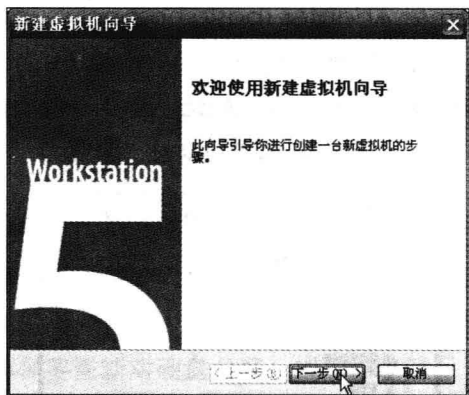 新建虚拟机向导
欢迎使用新建虚拟机向导
此向导引导你进行创建一台新虚拟机的步
骤。
Workstation
5
<上一步(B) 下一步(N) > 取消